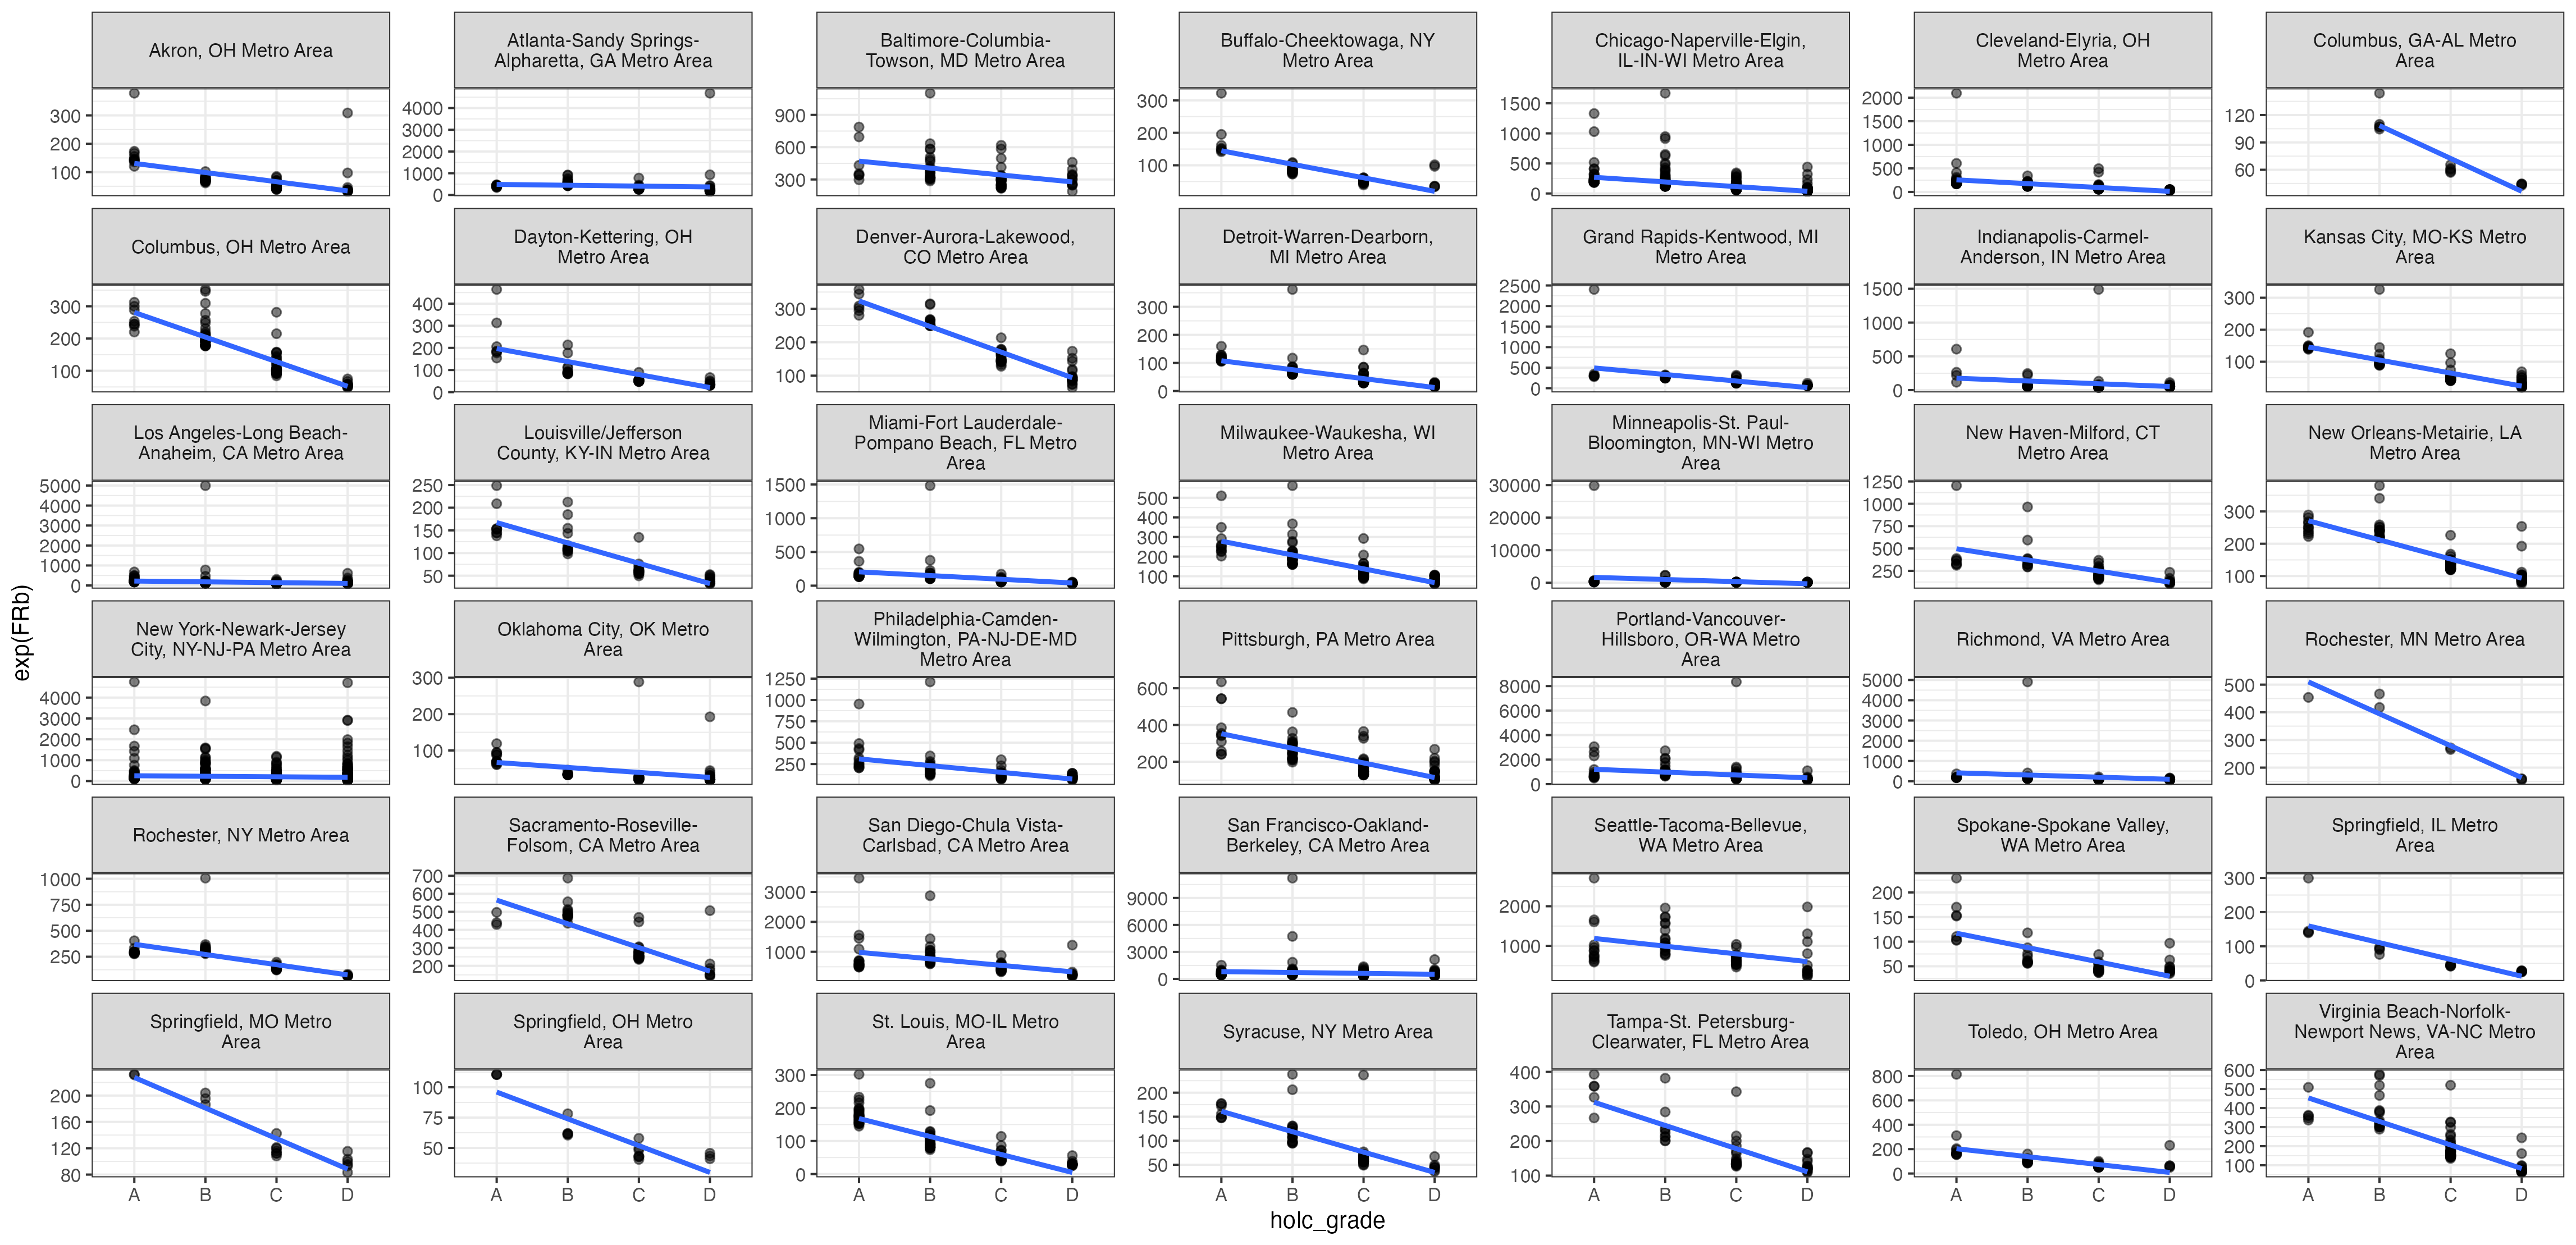 Akron, OH Metro Area
Atlanta-Sandy Springs-
Alpharetta, GA Metro Area
Baltimore-Columbia-
Towson, MD Metro Area
Buffalo-Cheektowaga, NY
Metro Area
Chicago-Naperville-Elgin,
IL-IN-WI Metro Area
Cleveland-Elyria, OH
Metro Area
Columbus, GA-AL Metro
Area
300
200
100
4000
3000
2000
1000
0
900
600
300
300
200
100
1500
1000
500
0
2000
1500
1000
500
0
120
90
60
Columbus, OH Metro Area
Dayton-Kettering, OH
Metro Area
Denver-Aurora-Lakewood,
CO Metro Area
Detroit-Warren-Dearborn,
MI Metro Area
Grand Rapids-Kentwood, MI
Metro Area
Indianapolis-Carmel-
Anderson, IN Metro Area
Kansas City, MO-KS Metro
Area
300
200
100
400
300
200
100
0
300
200
100
300
200
100
0
2500
2000
1500
1000
500
0
1500
1000
500
0
300
200
100
Los Angeles-Long Beach-
Anaheim, CA Metro Area
Louisville/Jefferson
County, KY-IN Metro Area
Miami-Fort Lauderdale-
Pompano Beach, FL Metro
Area
Milwaukee-Waukesha, WI
Metro Area
Minneapolis-St. Paul-
Bloomington, MN-WI Metro
Area
New Haven-Milford, CT
Metro Area
New Orleans-Metairie, LA
Metro Area
5000
4000
3000
2000
1000
0
250
200
150
100
50
1500
1000
500
0
500
400
300
200
100
30000
20000
10000
0
1250
1000
750
500
250
300
200
100
exp(FRb)
New York-Newark-Jersey
City, NY-NJ-PA Metro Area
Oklahoma City, OK Metro
Area
Philadelphia-Camden-
Wilmington, PA-NJ-DE-MD
Metro Area
Pittsburgh, PA Metro Area
Portland-Vancouver-
Hillsboro, OR-WA Metro
Area
Richmond, VA Metro Area
Rochester, MN Metro Area
4000
3000
2000
1000
0
300
200
100
1250
1000
750
500
250
600
400
200
8000
6000
4000
2000
0
5000
4000
3000
2000
1000
0
500
400
300
200
Rochester, NY Metro Area
Sacramento-Roseville-
Folsom, CA Metro Area
San Diego-Chula Vista-
Carlsbad, CA Metro Area
San Francisco-Oakland-
Berkeley, CA Metro Area
Seattle-Tacoma-Bellevue,
WA Metro Area
Spokane-Spokane Valley,
WA Metro Area
Springfield, IL Metro
Area
1000
750
500
250
700
600
500
400
300
200
3000
2000
1000
9000
6000
3000
0
2000
1000
200
150
100
50
300
200
100
0
Springfield, MO Metro
Area
Springfield, OH Metro
Area
St. Louis, MO-IL Metro
Area
Syracuse, NY Metro Area
Tampa-St. Petersburg-
Clearwater, FL Metro Area
Toledo, OH Metro Area
Virginia Beach-Norfolk-
Newport News, VA-NC Metro
Area
200
160
120
80
100
75
50
300
200
100
0
200
150
100
50
400
300
200
100
800
600
400
200
0
600
500
400
300
200
100
A B C D
A B C D
A B C D
A B C D
A B C D
A B C D
A B C D
holc_grade